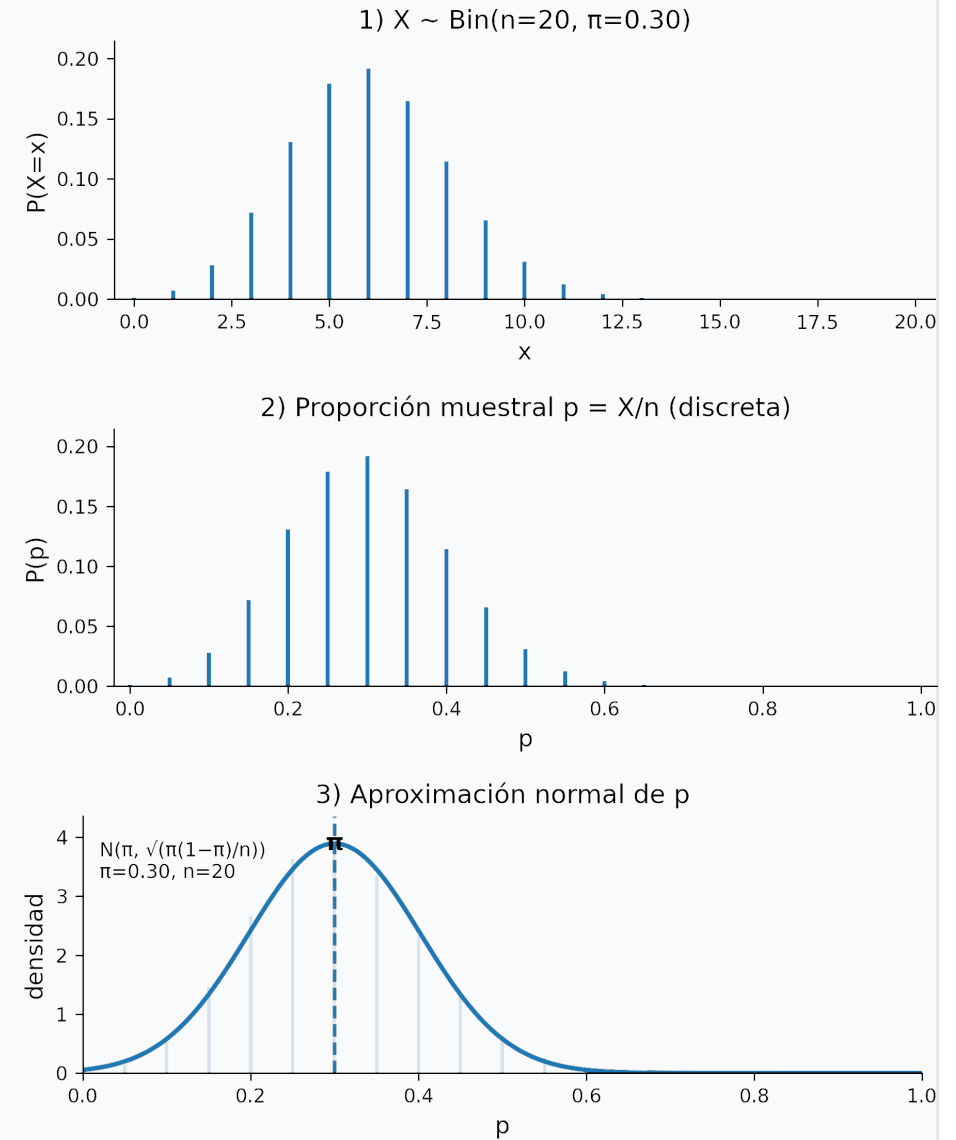 1) X ~ Bin(n=20, π=0.30)
0.20
0.15
0.10
0.05
0.00
P(X=x)
0.0 2.5 5.0 7.5 10.0 12.5 15.0 17.5 20.0
x
2) Proporción muestral p = X/n (discreta)
0.20
0.15
0.10
0.05
0.00
P(p)
0.0 0.2 0.4 0.6 0.8 1.0
p
3) Aproximación normal de p
4
3
2
1
0
densidad
π
N(π, √(π(1−π)/n))
π=0.30, n=20
0.0 0.2 0.4 0.6 0.8 1.0
p